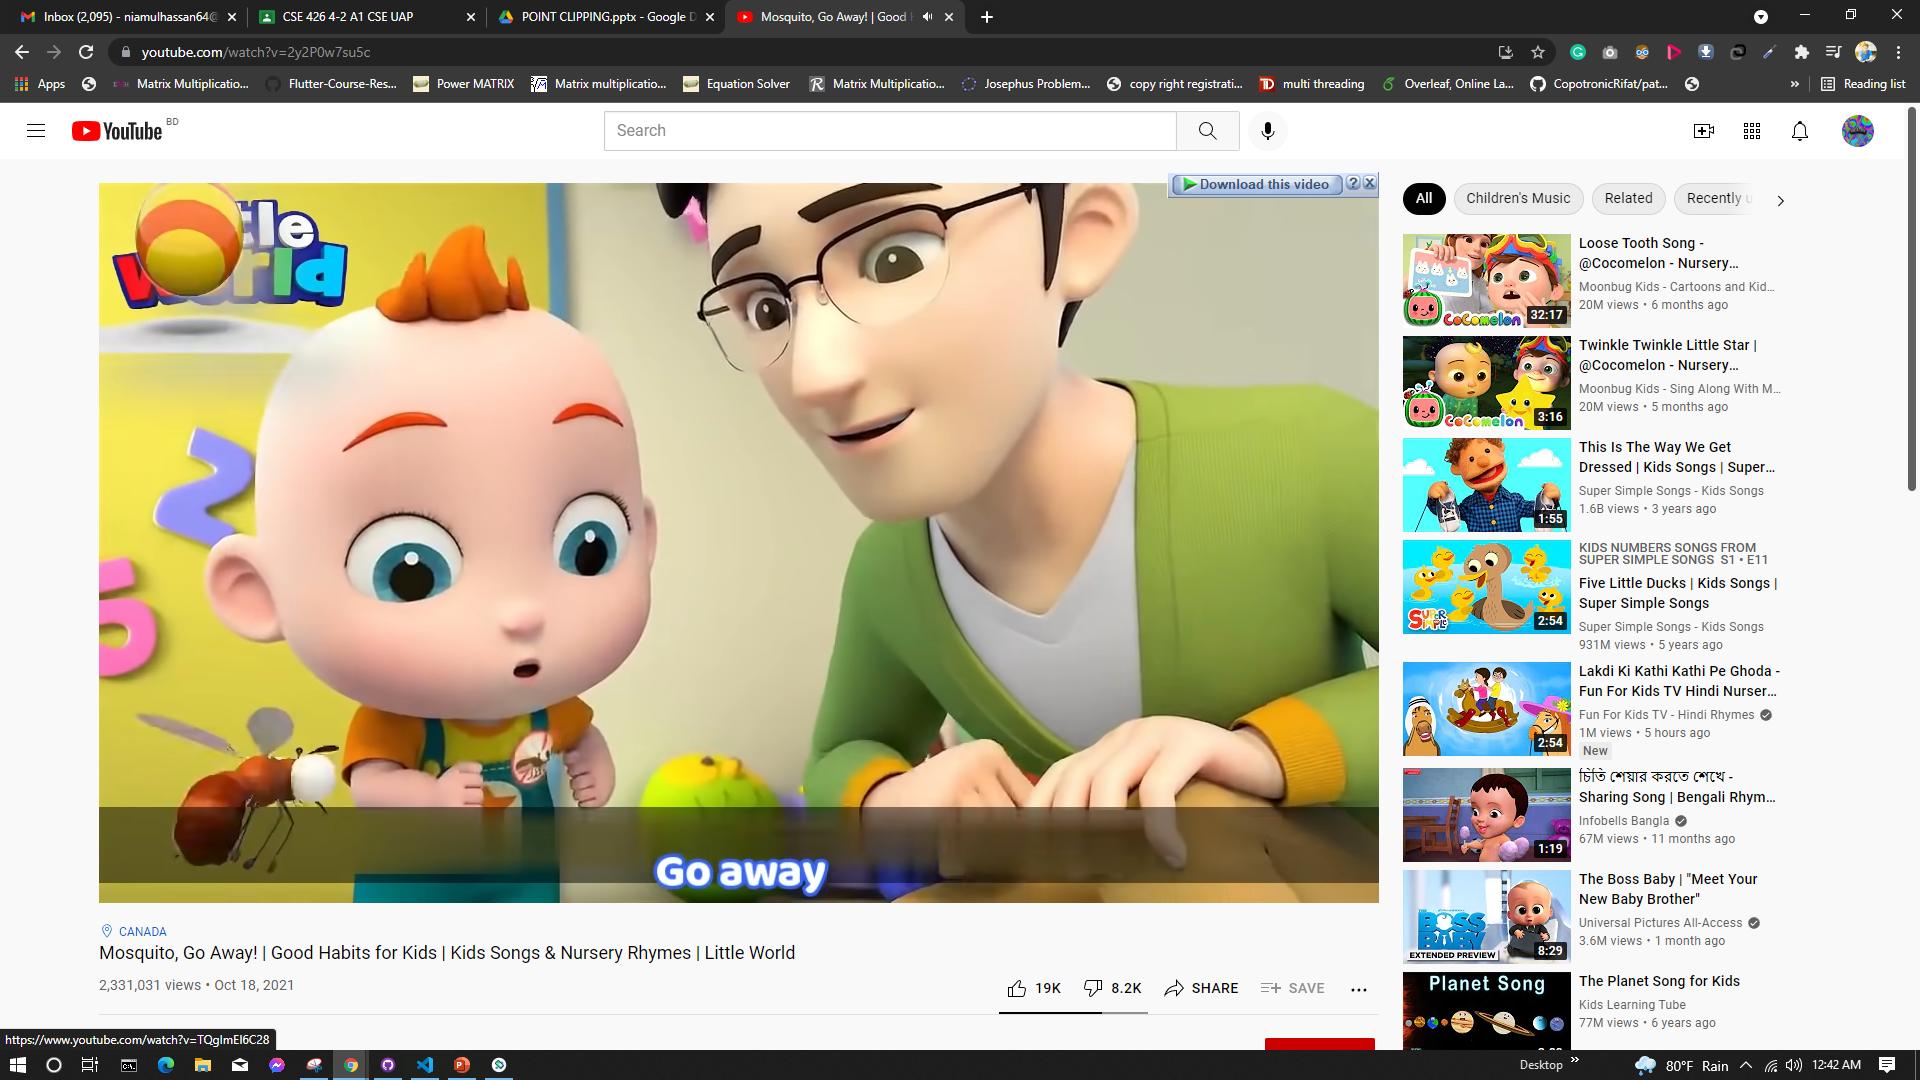 Inbox (2,095) - niamulhassan64@
CSE 426 4-2 A1 CSE UAP
POINT CLIPPING.pptx - Google D
Mosquito, Go Away! | Good H
youtube.com/watch?v=2y2P0w7su5c
Apps
Matrix Multiplicatio...
Flutter-Course-Res...
Power MATRIX
Matrix multiplicatio...
Equation Solver
Matrix Multiplicatio...
Josephus Problem...
copy right registrati...
multi threading
Overleaf, Online La...
CopotronicRifat/pat...
Reading list
YouTube BD
Search
Download this video
tle
World
2
5
Go away
CANADA
Mosquito, Go Away! | Good Habits for Kids | Kids Songs & Nursery Rhymes | Little World
2,331,031 views • Oct 18, 2021
19K
8.2K
SHARE
SAVE
All
Children's Music
Related
Recently u
Loose Tooth Song -
@Cocomelon - Nursery...
Moonbug Kids - Cartoons and Kid...
20M views • 6 months ago
CoComelon
32:17
Twinkle Twinkle Little Star |
@Cocomelon - Nursery...
Moonbug Kids - Sing Along With M...
20M views • 5 months ago
CoComelon
3:16
This Is The Way We Get
Dressed | Kids Songs | Super...
Super Simple Songs - Kids Songs
1.6B views • 3 years ago
1:55
KIDS NUMBERS SONGS FROM
SUPER SIMPLE SONGS S1 • E11
Five Little Ducks | Kids Songs |
Super Simple Songs
Super Simple Songs - Kids Songs
931M views • 5 years ago
SUPER
SIMPLE
2:54
Lakdi Ki Kathi Kathi Pe Ghoda -
Fun For Kids TV Hindi Nurser...
Fun For Kids TV - Hindi Rhymes
1M views • 5 hours ago
New
2:54
চিতি শেয়ার করতে শেখে -
Sharing Song | Bengali Rhym...
Infobells Bangla
67M views • 11 months ago
1:19
The Boss Baby | "Meet Your
New Baby Brother"
Universal Pictures All-Access
3.6M views • 1 month ago
THE
BOSS
BABY
EXTENDED PREVIEW
8:29
The Planet Song for Kids
Kids Learning Tube
77M views • 6 years ago
Planet Song
https://www.youtube.com/watch?v=TQglmEI6C28
Desktop
80°F Rain
12:42 AM